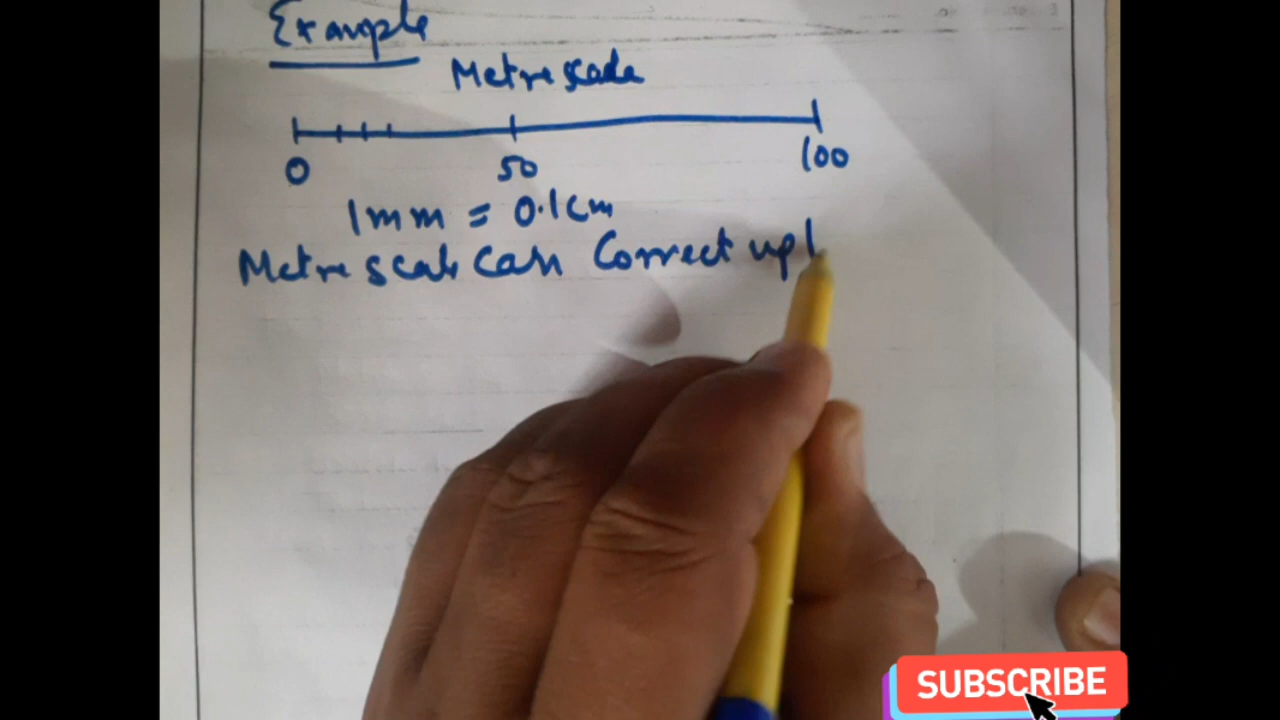 Example
Metre scale
0 50 100
1mm = 0.1cm
Metre scale can correct up
SUBSCRIBE